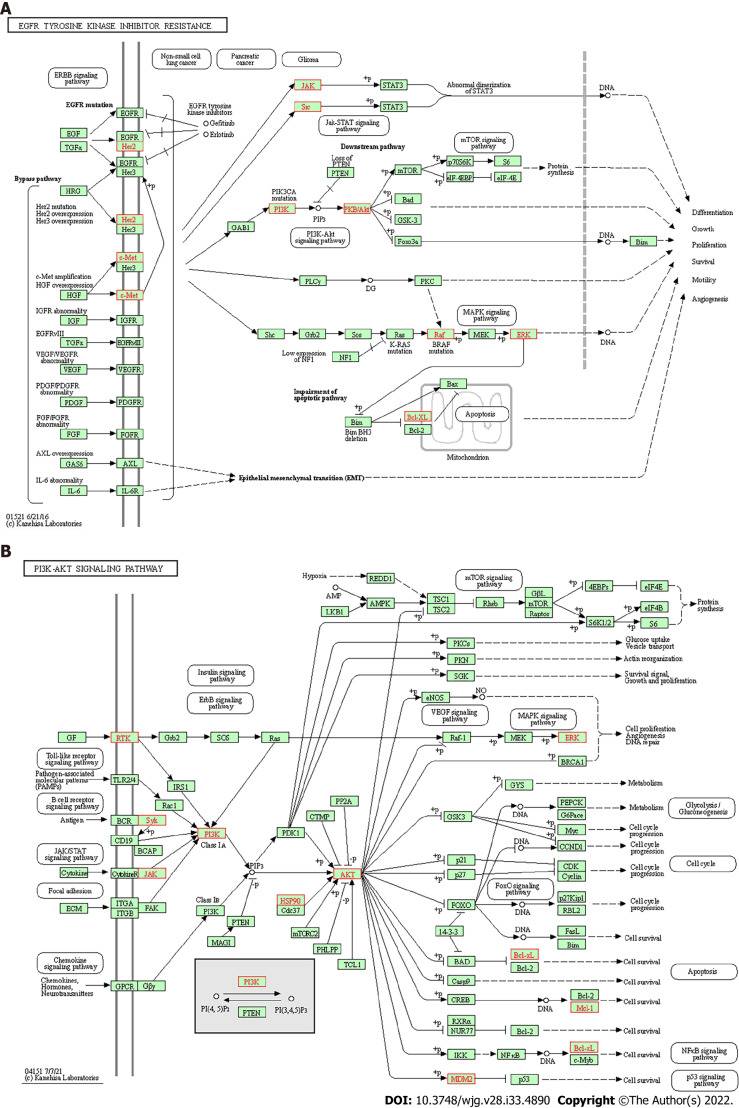 A
EGFR TYROSINE KINASE INHIBITOR RESISTANCE
Non-small cell
lung cancer
Pancreatic
cancer
Glioma
ERBB signaling
pathway
EGFR mutation
EGFR
EGFR tyrosine
kinase inhibitors
Gefitinib
Erlotinib
EGF
TGFα
EGFR
Her2
EGFR
Her3
Bypass pathway
HRG
Her2 mutation
Her2 overexpression
Her3 overexpression
Her2
Her3
+p
c-Met
Her3
c-Met amplification
HGF overexpression
HGF
c-Met
IGFR abnormality
IGF
IGFR
EGFRvIII
TGFα
EGFRvIII
VEGF/VEGFR
abnormality
VEGF
VEGFR
PDGF/PDGFR
abnormality
PDGF
PDGFR
FGF/FGFR
abnormality
FGF
FGFR
AXL overexpression
GAS6
AXL
IL-6 abnormality
IL-6
IL-6R
Epithelial mesenchymal transition (EMT)
JAK
+p
STAT3
Abnormal dimerization
of STAT3
DNA
Src
+p
STAT3
Jak-STAT signaling
pathway
Downstream pathway
mTOR signaling
pathway
Loss of
PTEN
PTEN
PIK3CA
mutation
GAB1
PI3K
PIP3
+p
PKB/Akt
PI3K-Akt
signaling pathway
mTOR
+p
p70S6K
S6
eIF-4EBP
eIF-4E
Protein
synthesis
Bad
GSK-3
Foxo3a
DNA
Bim
PLCγ
DG
PKC
MAPK signaling
pathway
Shc
Grb2
Sos
Ras
Raf
+p
MEK
+p
ERK
DNA
K-RAS
mutation
BRAF
mutation
Low expression
of NF1
NF1
Impairment of
apoptotic pathway
Bax
+p
Bim
Bim BH3
deletion
Bcl-XL
Bcl-2
Apoptosis
Mitochondrion
Differentiation
Growth
Proliferation
Survival
Motility
Angiogenesis
01521 6/21/16
(c) Kanehisa Laboratories
B
PI3K-AKT SIGNALING PATHWAY
Hypoxia
REDD1
AMP
LKB1
AMPK
+p
TSC1
TSC2
Rheb
mTOR signaling
pathway
GβL
mTOR
Raptor
+p
4EBPs
eIF4E
+p
S6K1/2
+p
eIF4B
+p
S6
Protein
synthesis
+p
PKCs
Glucose uptake
Vesicle transport
+p
PKN
Actin reorganization
+p
SGK
Survival signal,
Growth and proliferation
Insulin signaling
pathway
ErbB signaling
pathway
+p
eNOS
NO
VEGF signaling
pathway
MAPK signaling
pathway
GF
RTK
Grb2
SOS
Ras
Raf-1
MEK
+p
ERK
+p
+p
BRCA1
Cell proliferation
Angiogenesis
DNA repair
Toll-like receptor
signaling pathway
Pathogen-associated
molecular patterns
(PAMPs)
TLR2/4
IRS1
Rac1
B cell receptor
signaling pathway
Antigen
BCR
Syk
+p
CD19
BCAP
PI3K
Class IA
JAK/STAT
signaling pathway
Cytokine
CytokineR
JAK
Focal adhesion
ECM
ITGA
ITGB
FAK
Chemokine
signaling pathway
Chemokines,
Hormones,
Neurotransmitters
GPCR
Gβγ
Class IB
PI3K
MAGI
PTEN
PIP3
+p
-p
PDK1
CTMP
PP2A
+p
-p
AKT
HSP90
Cdc37
mTORC2
PHLPP
TCL1
+p
-p
PI3K
PI(4, 5)P2
PI(3,4,5)P2
PTEN
+p
GSK3
GYS
Metabolism
DNA
PEPCK
G6Pace
Metabolism
Glycolysis /
Gluconeogenesis
+p
+p
Myc
CCND1
Cell cycle
progression
Cell cycle
progression
DNA
+p
p21
+p
p27
CDK
Cyclin
Cell cycle
progression
Cell cycle
FoxO signaling
pathway
+p
FOXO
DNA
p27Kip1
RBL2
Cell cycle
progression
14-3-3
DNA
FasL
Bim
Cell survival
+p
BAD
Bcl-xL
Bcl-2
Cell survival
Apoptosis
+p
Casp9
Cell survival
+p
CREB
DNA
Bcl-2
Mcl-1
Cell survival
+p
RXRα
NUR77
Bcl-2
Cell survival
+p
IKK
NFκB
DNA
Bcl-xL
c-Myb
Cell survival
NFκB signaling
pathway
+p
MDM2
p53
Cell survival
p53 signaling
pathway
04151 7/7/21
(c) Kanehisa Laboratories
DOI: 10.3748/wjg.v28.i33.4890 Copyright ©The Author(s) 2022.